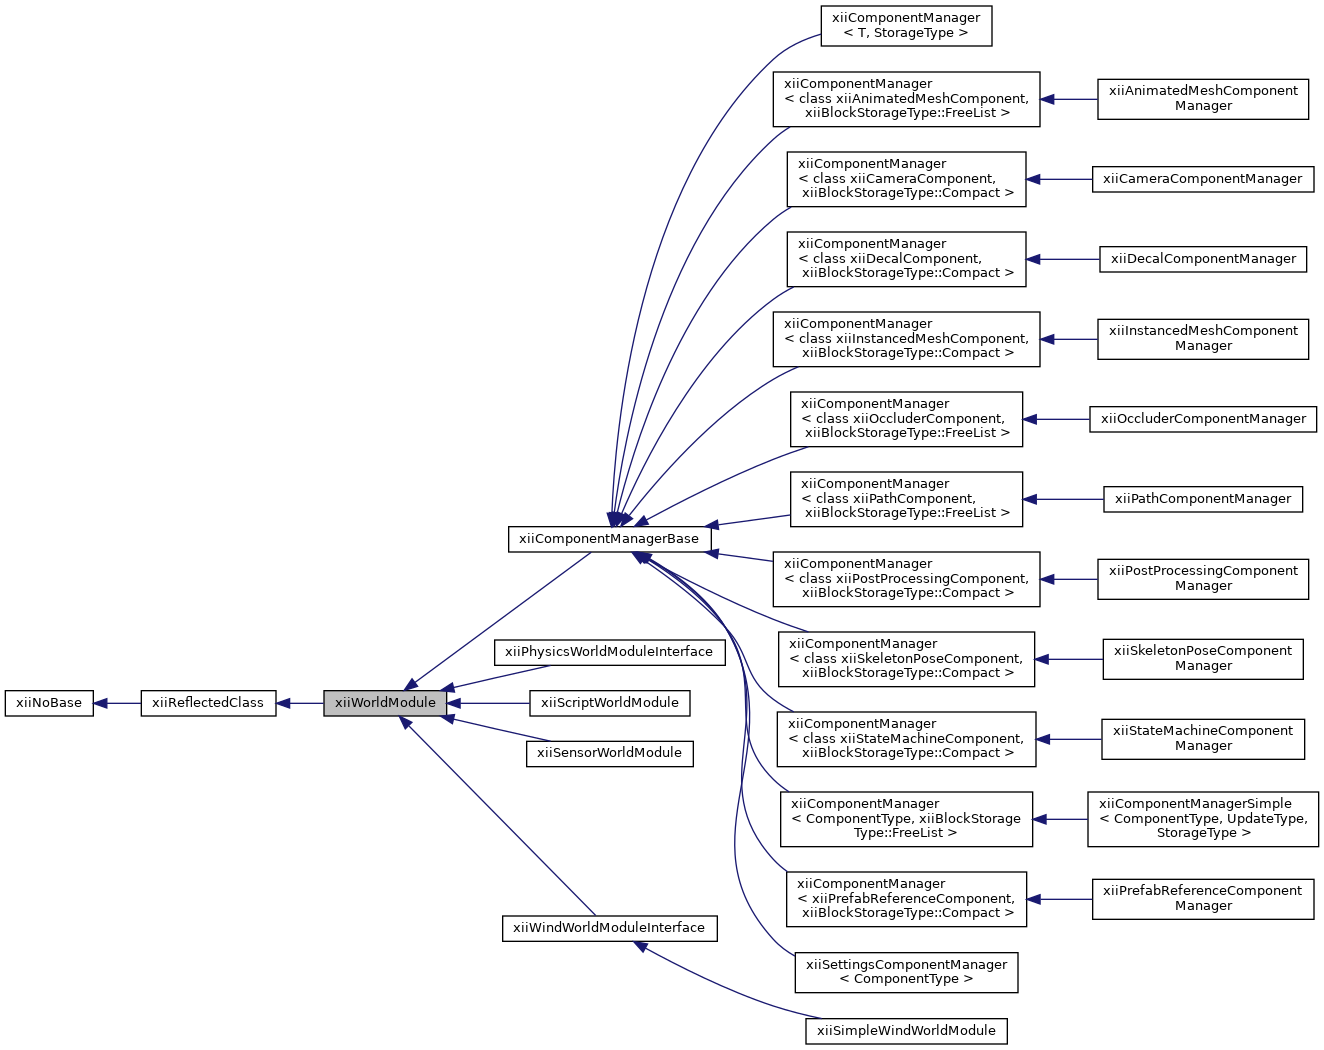 xiiComponentManager
< T, StorageType >
xiiComponentManager
< class xiiAnimatedMeshComponent,
xiiBlockStorageType::FreeList >
xiiAnimatedMeshComponent
Manager
xiiComponentManager
< class xiiCameraComponent,
xiiBlockStorageType::Compact >
xiiCameraComponentManager
xiiComponentManager
< class xiiDecalComponent,
xiiBlockStorageType::Compact >
xiiDecalComponentManager
xiiComponentManager
< class xiiInstancedMeshComponent,
xiiBlockStorageType::Compact >
xiiInstancedMeshComponent
Manager
xiiComponentManager
< class xiiOccluderComponent,
xiiBlockStorageType::FreeList >
xiiOccluderComponentManager
xiiComponentManager
< class xiiPathComponent,
xiiBlockStorageType::FreeList >
xiiPathComponentManager
xiiComponentManagerBase
xiiComponentManager
< class xiiPostProcessingComponent,
xiiBlockStorageType::Compact >
xiiPostProcessingComponent
Manager
xiiComponentManager
< class xiiSkeletonPoseComponent,
xiiBlockStorageType::Compact >
xiiSkeletonPoseComponent
Manager
xiiPhysicsWorldModuleInterface
xiiNoBase
xiiReflectedClass
xiiWorldModule
xiiScriptWorldModule
xiiSensorWorldModule
xiiComponentManager
< class xiiStateMachineComponent,
xiiBlockStorageType::Compact >
xiiStateMachineComponent
Manager
xiiComponentManager
< ComponentType, xiiBlockStorage
Type::FreeList >
xiiComponentManagerSimple
< ComponentType, UpdateType,
StorageType >
xiiComponentManager
< xiiPrefabReferenceComponent,
xiiBlockStorageType::Compact >
xiiPrefabReferenceComponent
Manager
xiiWindWorldModuleInterface
xiiSettingsComponentManager
< ComponentType >
xiiSimpleWindWorldModule